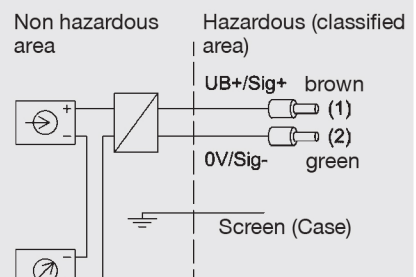 Non hazardous
area
Hazardous (classified
area)
UB+/Sig+ brown
+
(1)
−
(2)
0V/Sig- green
Screen (Case)
−